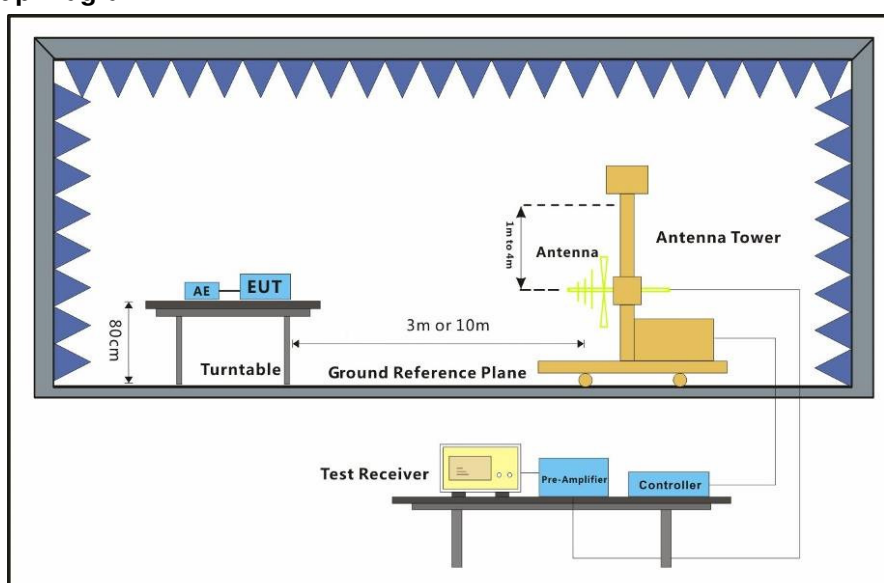 1m to 4m
Antenna
Antenna Tower
AE
EUT
80cm
3m or 10m
Turntable
Ground Reference Plane
Test Receiver
Pre-Amplifier
Controller